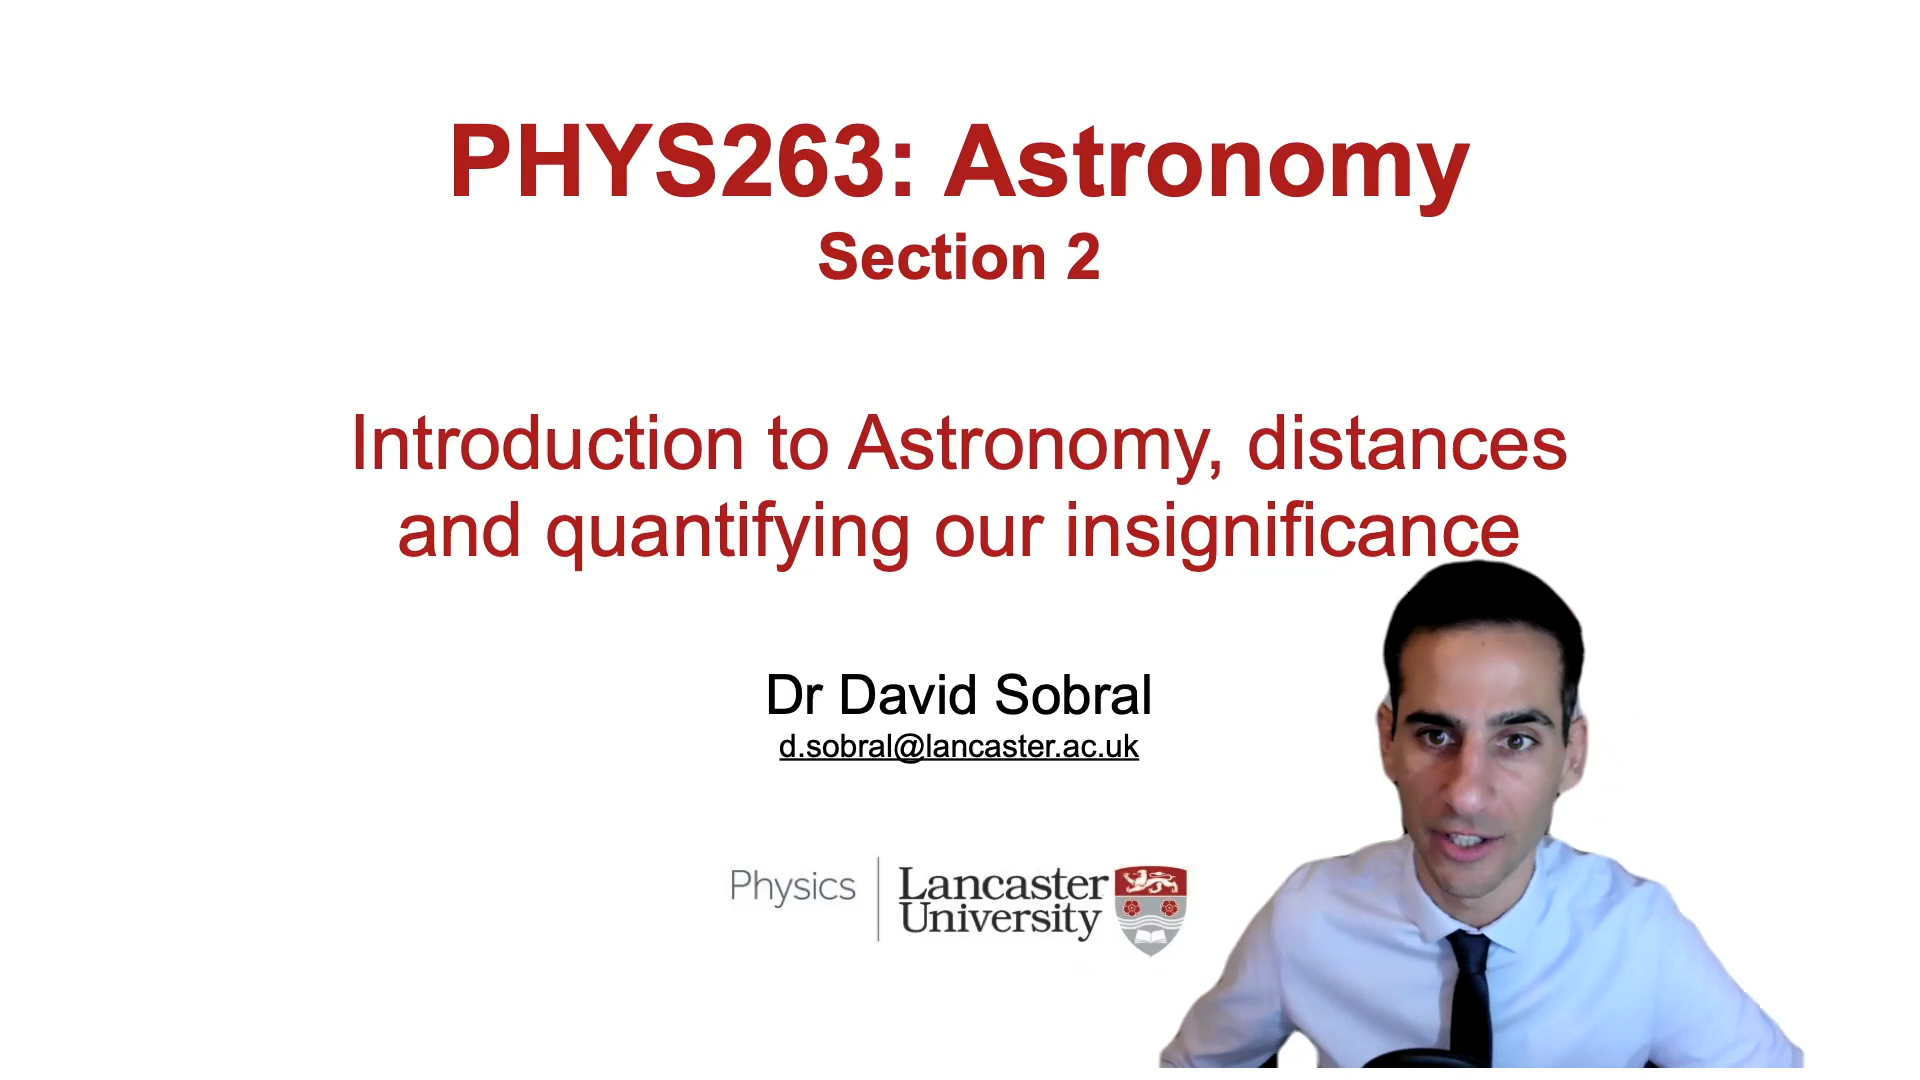 PHYS263: Astronomy
Section 2
Introduction to Astronomy, distances
and quantifying our insignificance
Dr David Sobral
d.sobral@lancaster.ac.uk
Physics
Lancaster
University